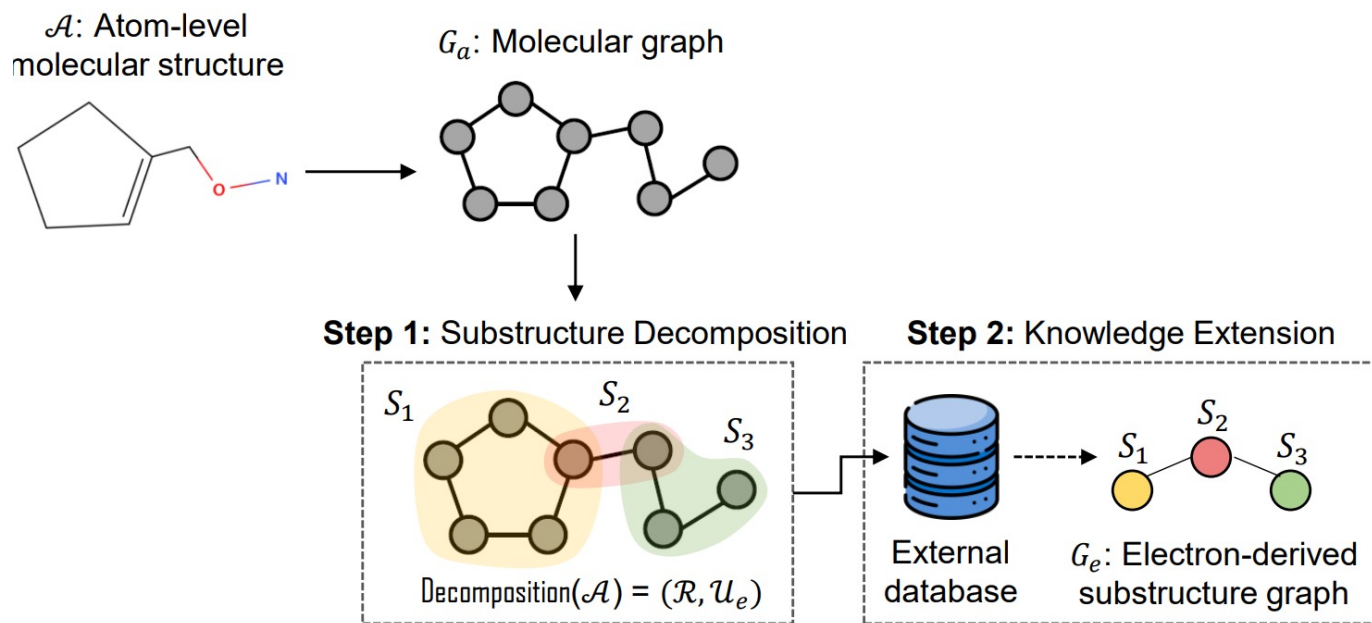 𝒜: Atom-level
molecular structure
O
N
G_a: Molecular graph
Step 1: Substructure Decomposition
S_1
S_2
S_3
Decomposition(𝒜) = (ℛ, 𝒰_e)
Step 2: Knowledge Extension
S_1
S_2
S_3
External
database
G_e: Electron-derived
substructure graph